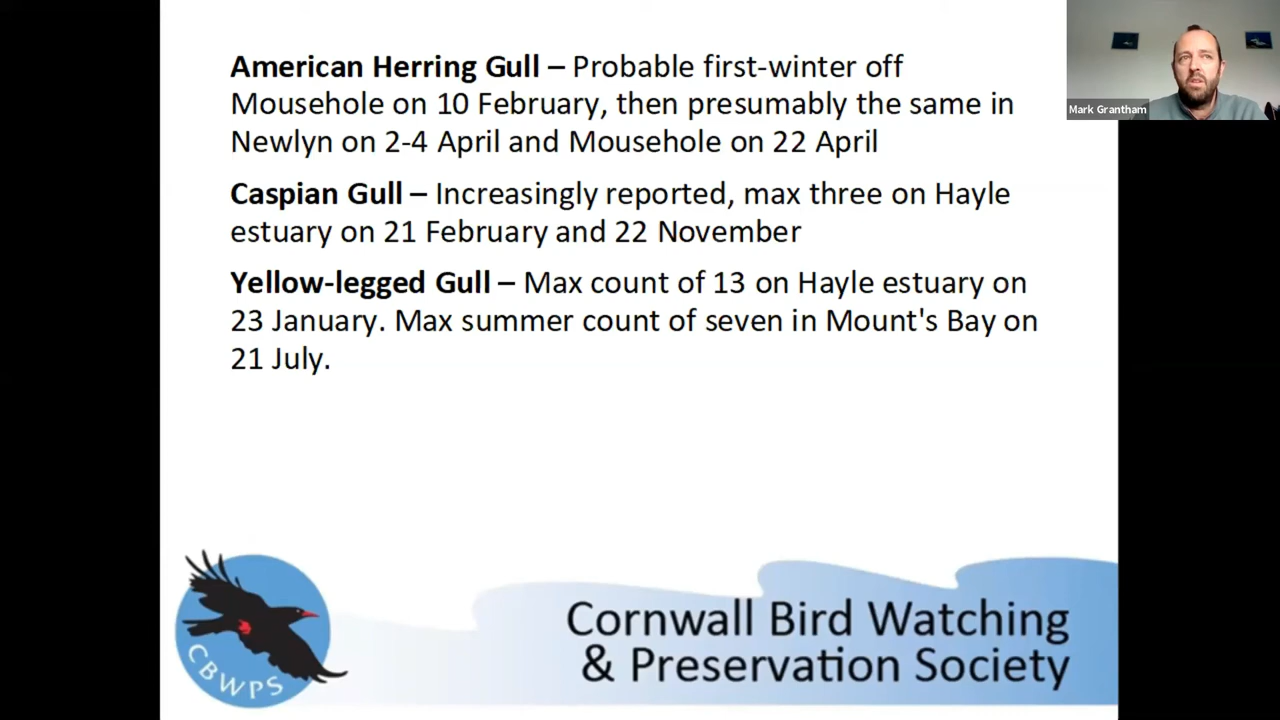 American Herring Gull – Probable first-winter off
Mousehole on 10 February, then presumably the same in
Newlyn on 2-4 April and Mousehole on 22 April
Caspian Gull – Increasingly reported, max three on Hayle
estuary on 21 February and 22 November
Yellow-legged Gull – Max count of 13 on Hayle estuary on
23 January. Max summer count of seven in Mount's Bay on
21 July.
Mark Grantham
CBWPS
Cornwall Bird Watching
& Preservation Society